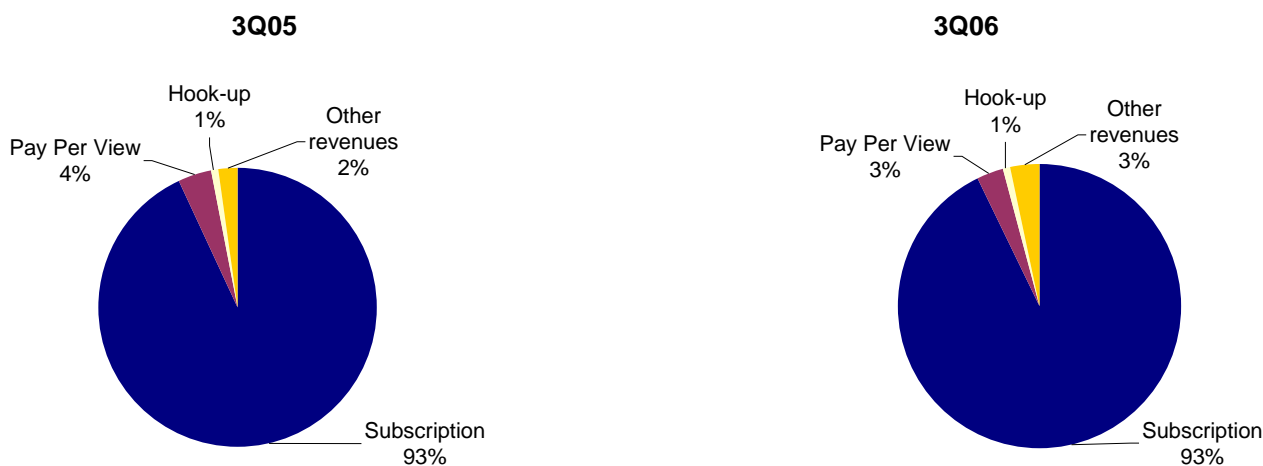 3Q05
Hook-up
1%
Other
revenues
2%
Pay Per View
4%
Subscription
93%
3Q06
Hook-up
1%
Other
revenues
3%
Pay Per View
3%
Subscription
93%